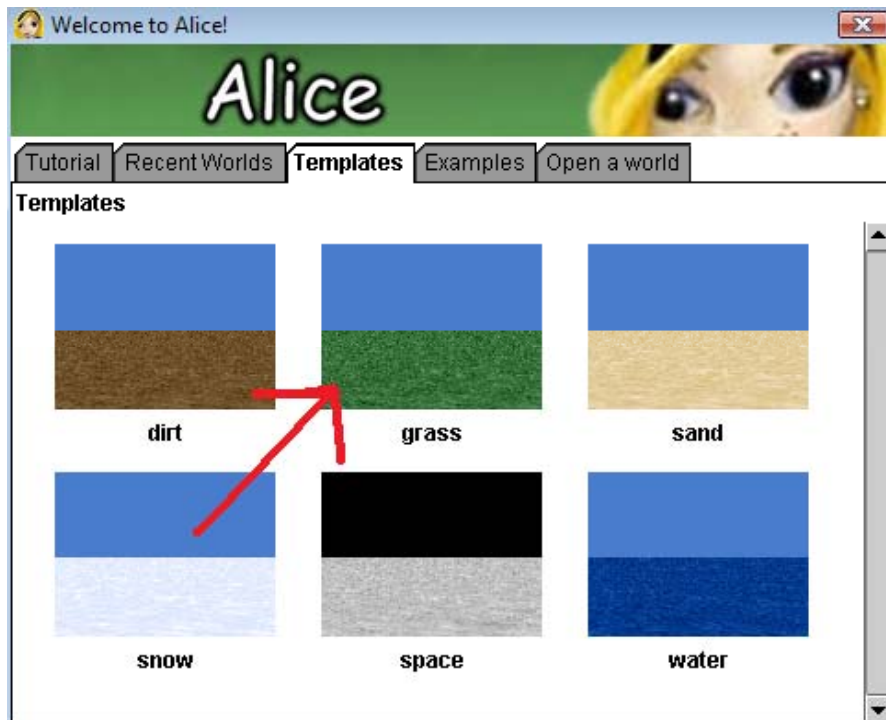 Welcome to Alice!
Alice
Tutorial Recent Worlds Templates Examples Open a world
Templates
dirt grass sand
snow space water